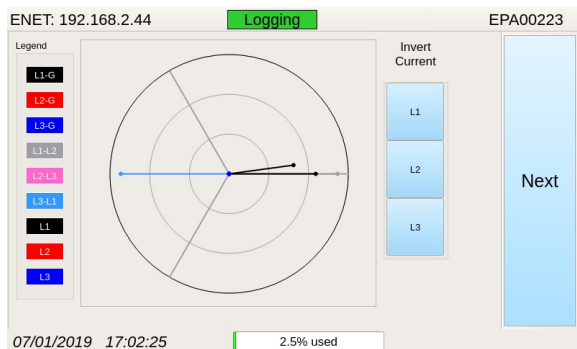 ENET: 192.168.2.44
Logging
EPA00223
Legend
L1-G
L2-G
L3-G
L1-L2
L2-L3
L3-L1
L1
L2
L3
Invert
Current
L1
L2
L3
Next
07/01/2019 17:02:25
2.5% used